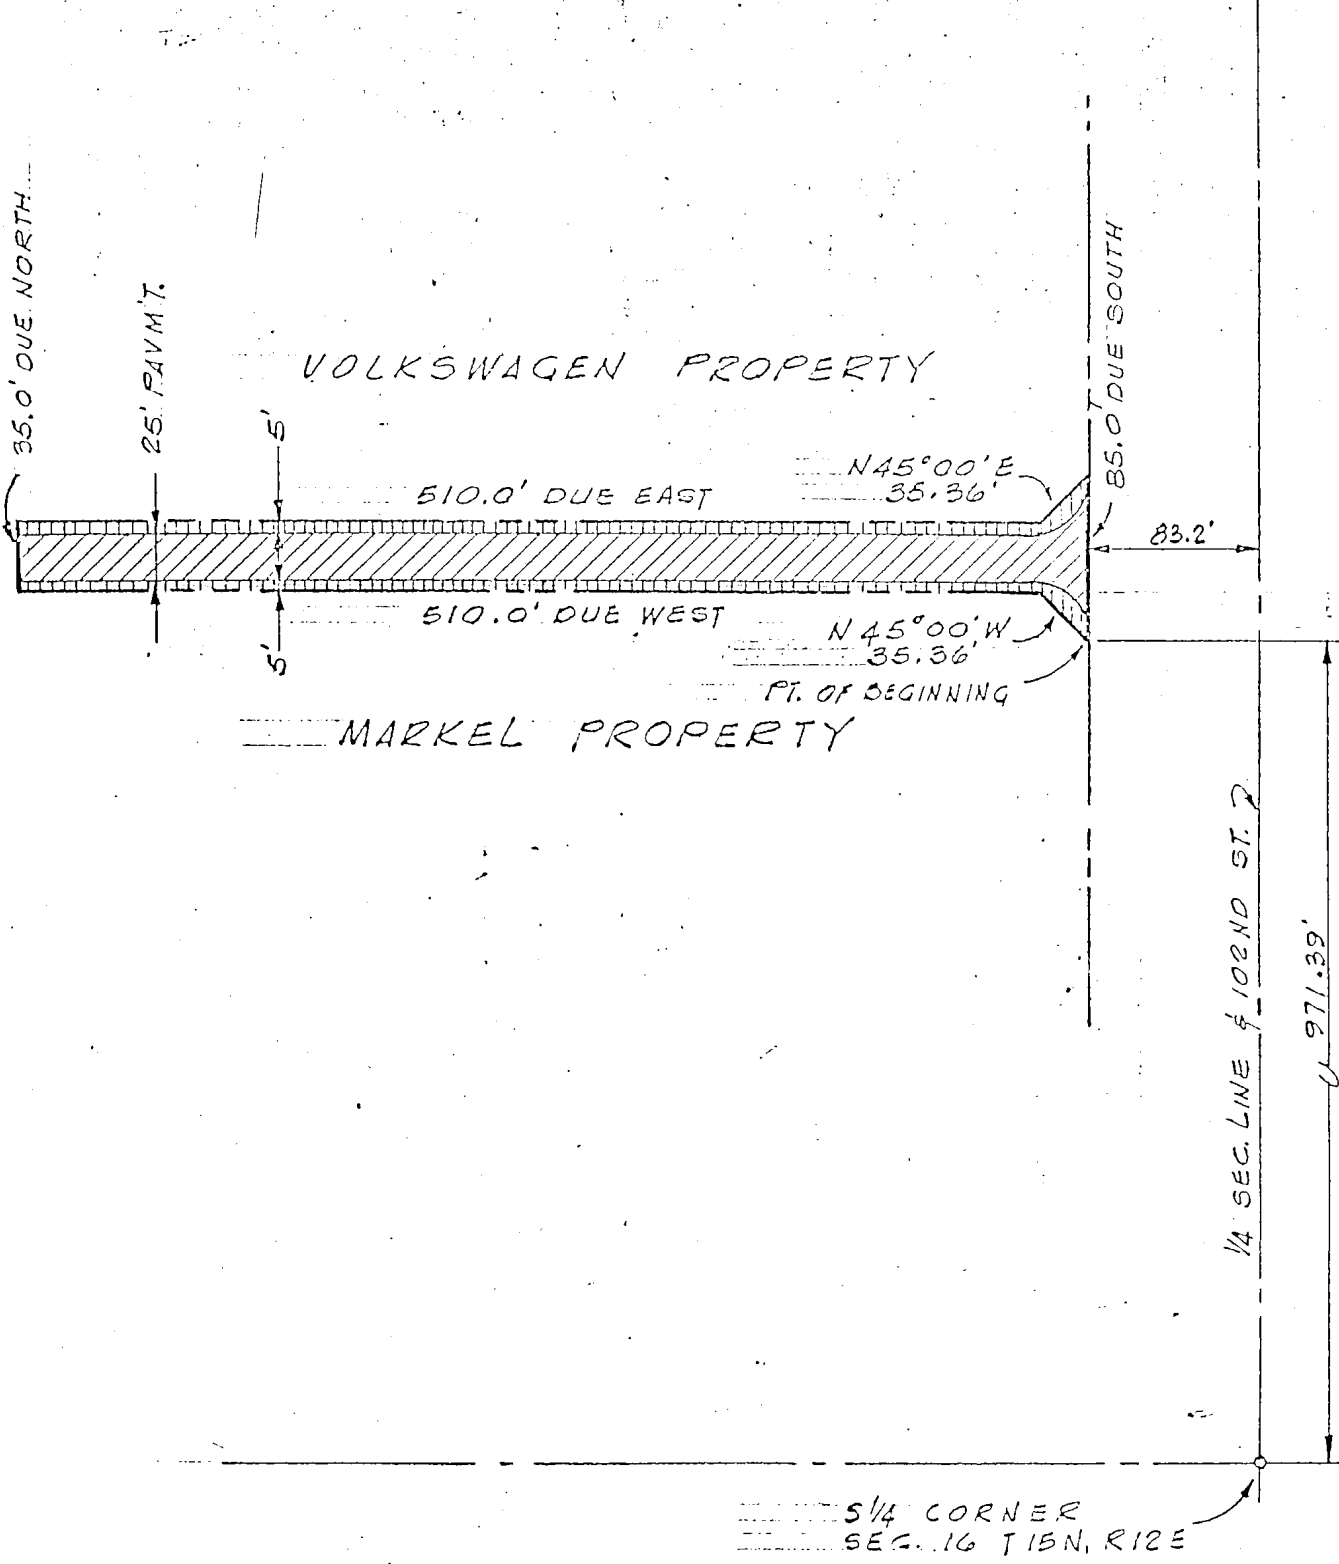 35.0' DUE NORTH
25' PAVM'T.
5'
VOLKSWAGEN PROPERTY
85.0' DUE SOUTH
N45°00'E
35.36'
510.0' DUE EAST
83.2'
510.0' DUE WEST
N45°00'W
35.36'
5'
PT. OF BEGINNING
MARKEL PROPERTY
1/4 SEC. LINE & 102ND ST.
971.39'
S 1/4 CORNER
SEC. 16 T15N, R12E